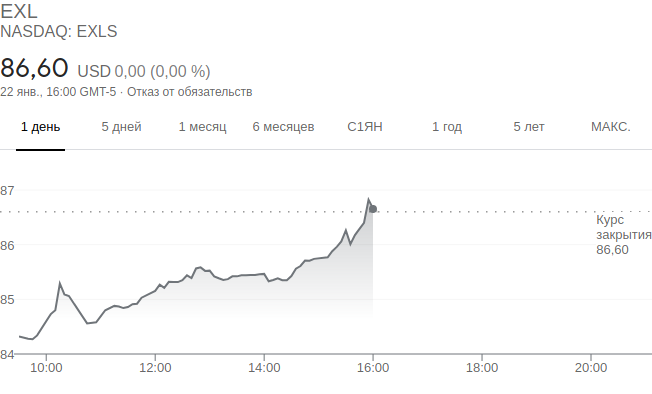 EXL
NASDAQ: EXLS
86,60 USD 0,00 (0,00 %)
22 янв., 16:00 GMT-5 · Отказ от обязательств
1 день 5 дней 1 месяц 6 месяцев С1ЯН 1 год 5 лет МАКС.
87
Курс
закрытия
86,60
86
85
84
10:00 12:00 14:00 16:00 18:00 20:00